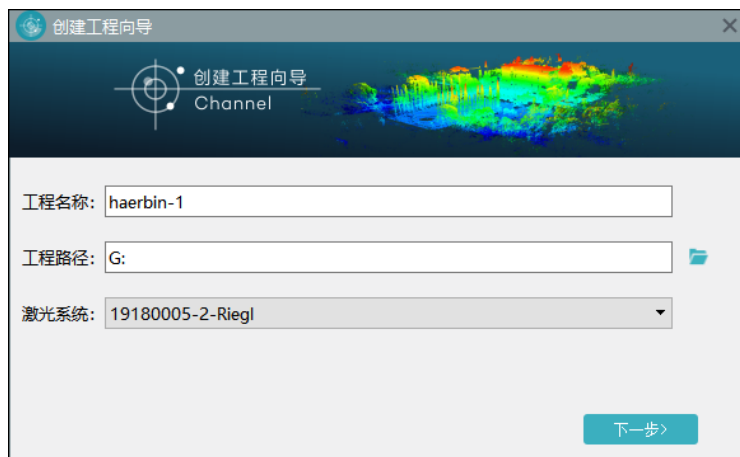 创建工程向导
创建工程向导
Channel
工程名称: haerbin-1
工程路径: G:
激光系统: 19180005-2-Riegl
下一步>